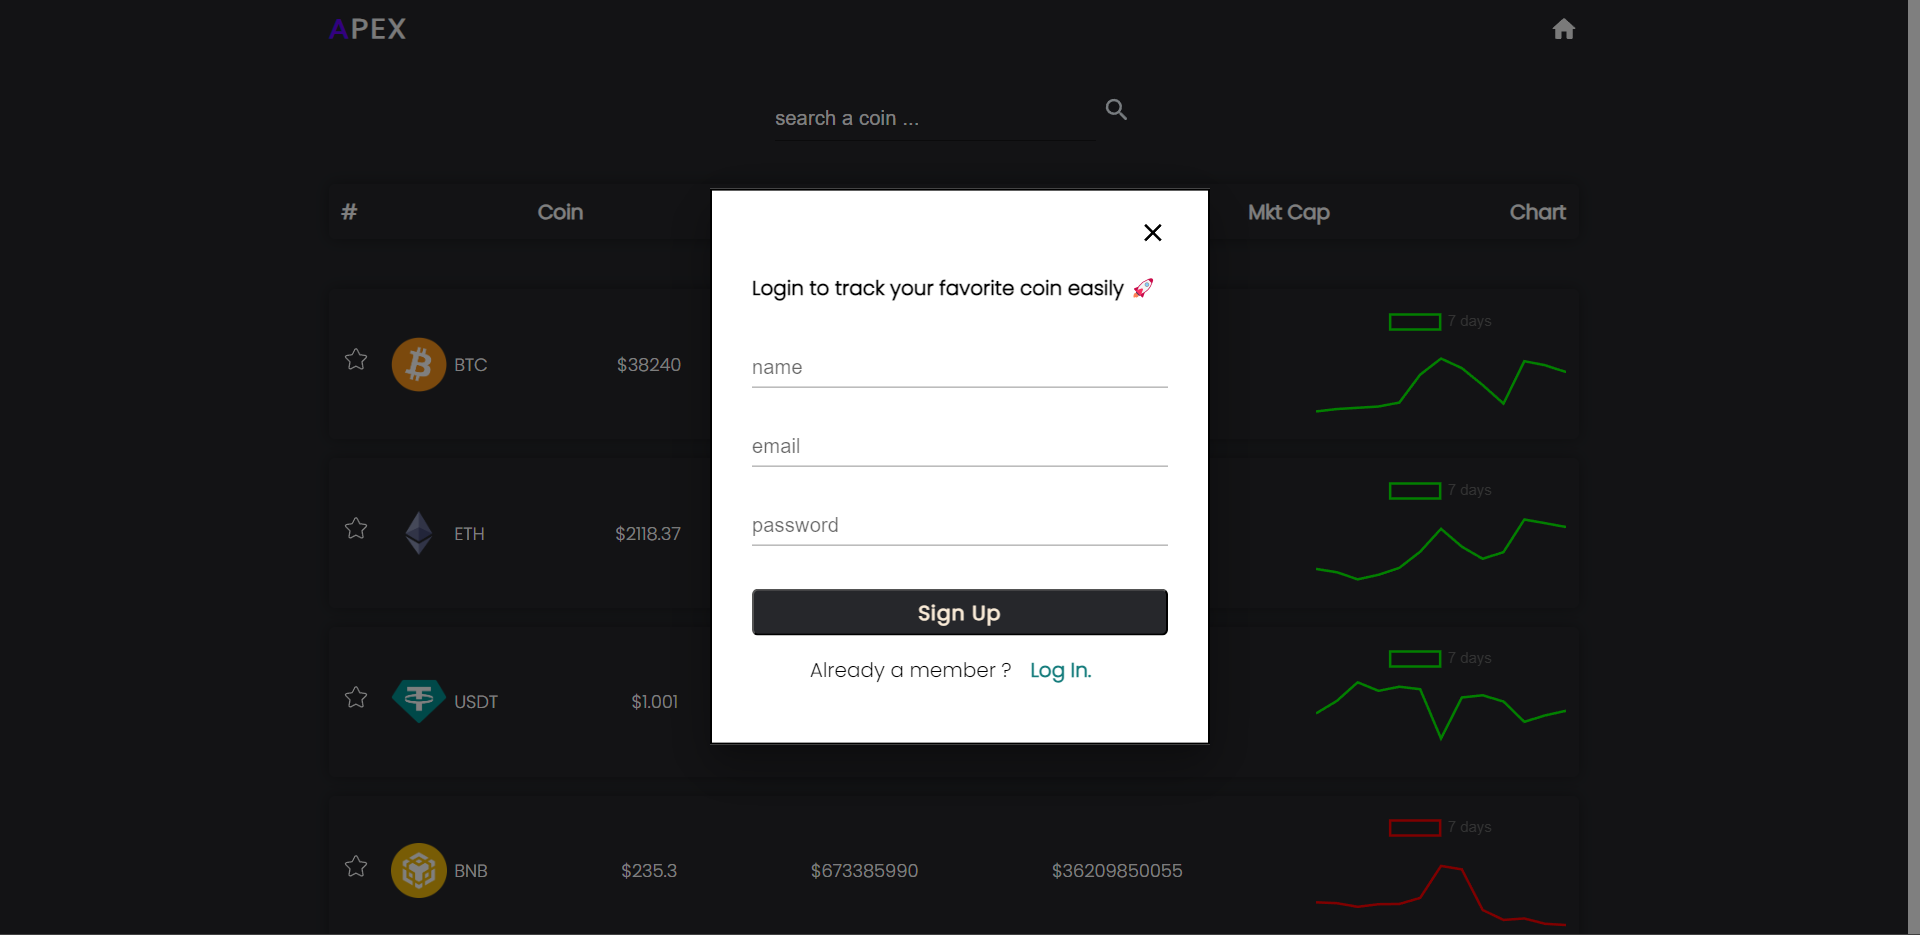 APEX
search a coin ...
# Coin Mkt Cap Chart
Login to track your favorite coin easily 🚀
name
email
password
Sign Up
Already a member ? Log In.
7 days
BTC $38240
7 days
ETH $2118.37
7 days
USDT $1.001
7 days
BNB $235.3 $673385990 $36209850055